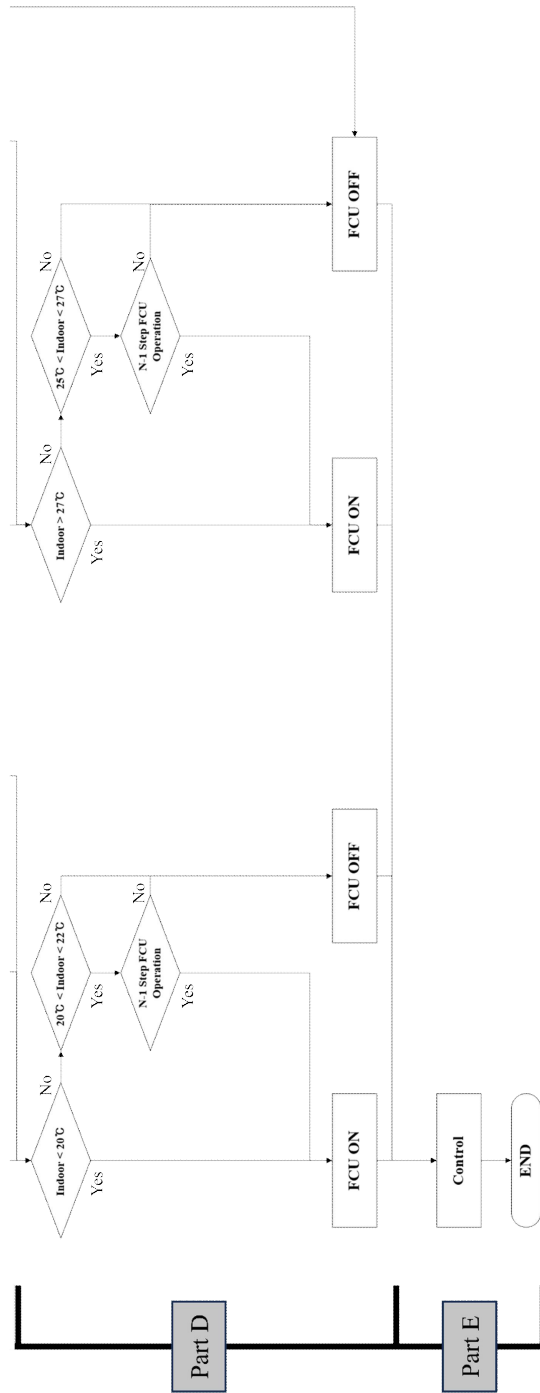 Part D
Indoor < 20℃
No
Yes
20℃ < Indoor < 22℃
No
Yes
N-1 Step FCU
Operation
No
Yes
Indoor > 27℃
No
Yes
25℃ < Indoor < 27℃
No
Yes
N-1 Step FCU
Operation
No
Yes
FCU ON
FCU OFF
FCU ON
FCU OFF
Part E
Control
END